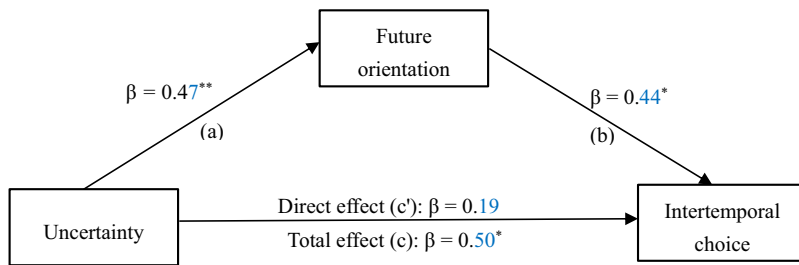 Future
orientation
β = 0.47**
β = 0.44*
(a)
(b)
Uncertainty
Direct effect (c'): β = 0.19
Total effect (c): β = 0.50*
Intertemporal
choice